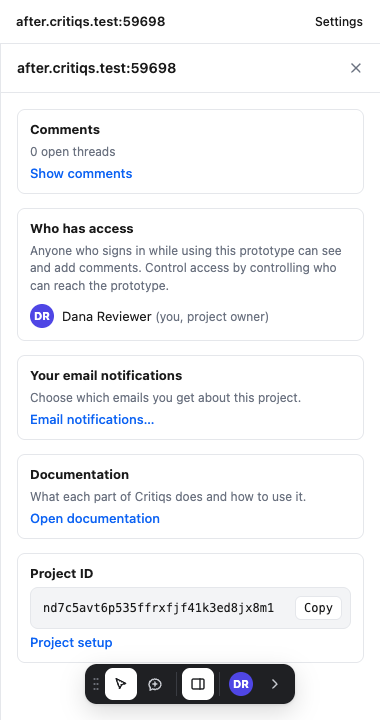 after.critiqs.test:59698
Settings
after.critiqs.test:59698
Comments
0 open threads
Show comments
Who has access
Anyone who signs in while using this prototype can see
and add comments. Control access by controlling who
can reach the prototype.
DR Dana Reviewer (you, project owner)
Your email notifications
Choose which emails you get about this project.
Email notifications...
Documentation
What each part of Critiqs does and how to use it.
Open documentation
Project ID
nd7c5avt6p535ffrxfjf41k3ed8jx8m1 Copy
Project setup
DR